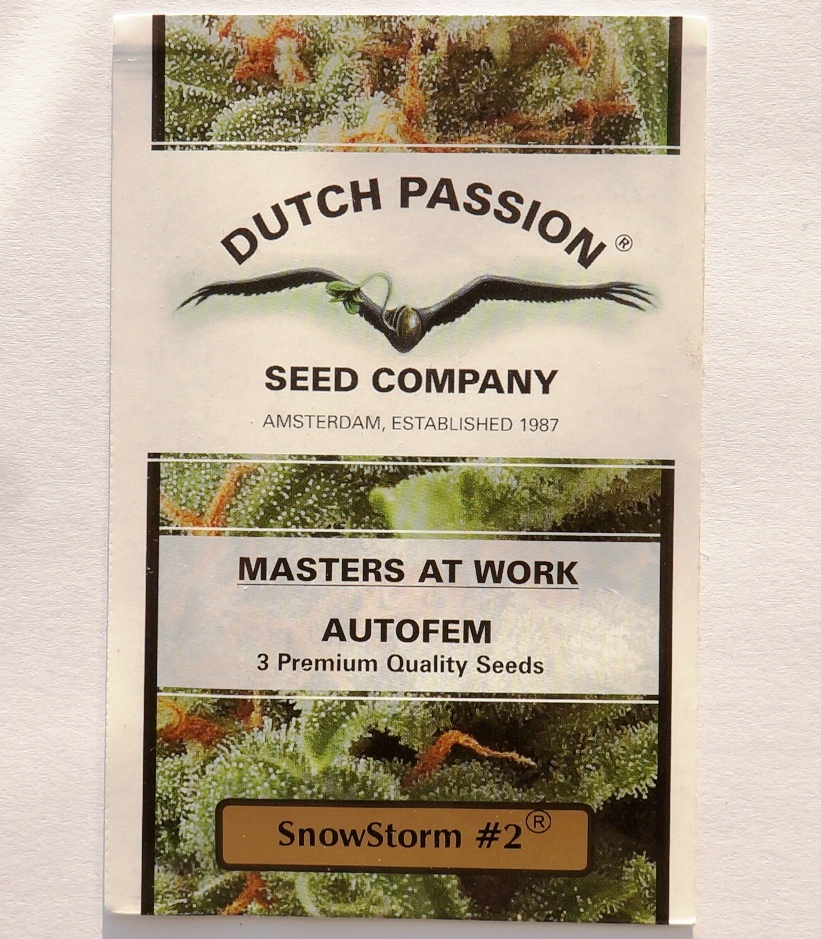 DUTCH PASSION ®
SEED COMPANY
AMSTERDAM, ESTABLISHED 1987
MASTERS AT WORK
AUTOFEM
3 Premium Quality Seeds
SnowStorm #2 ®